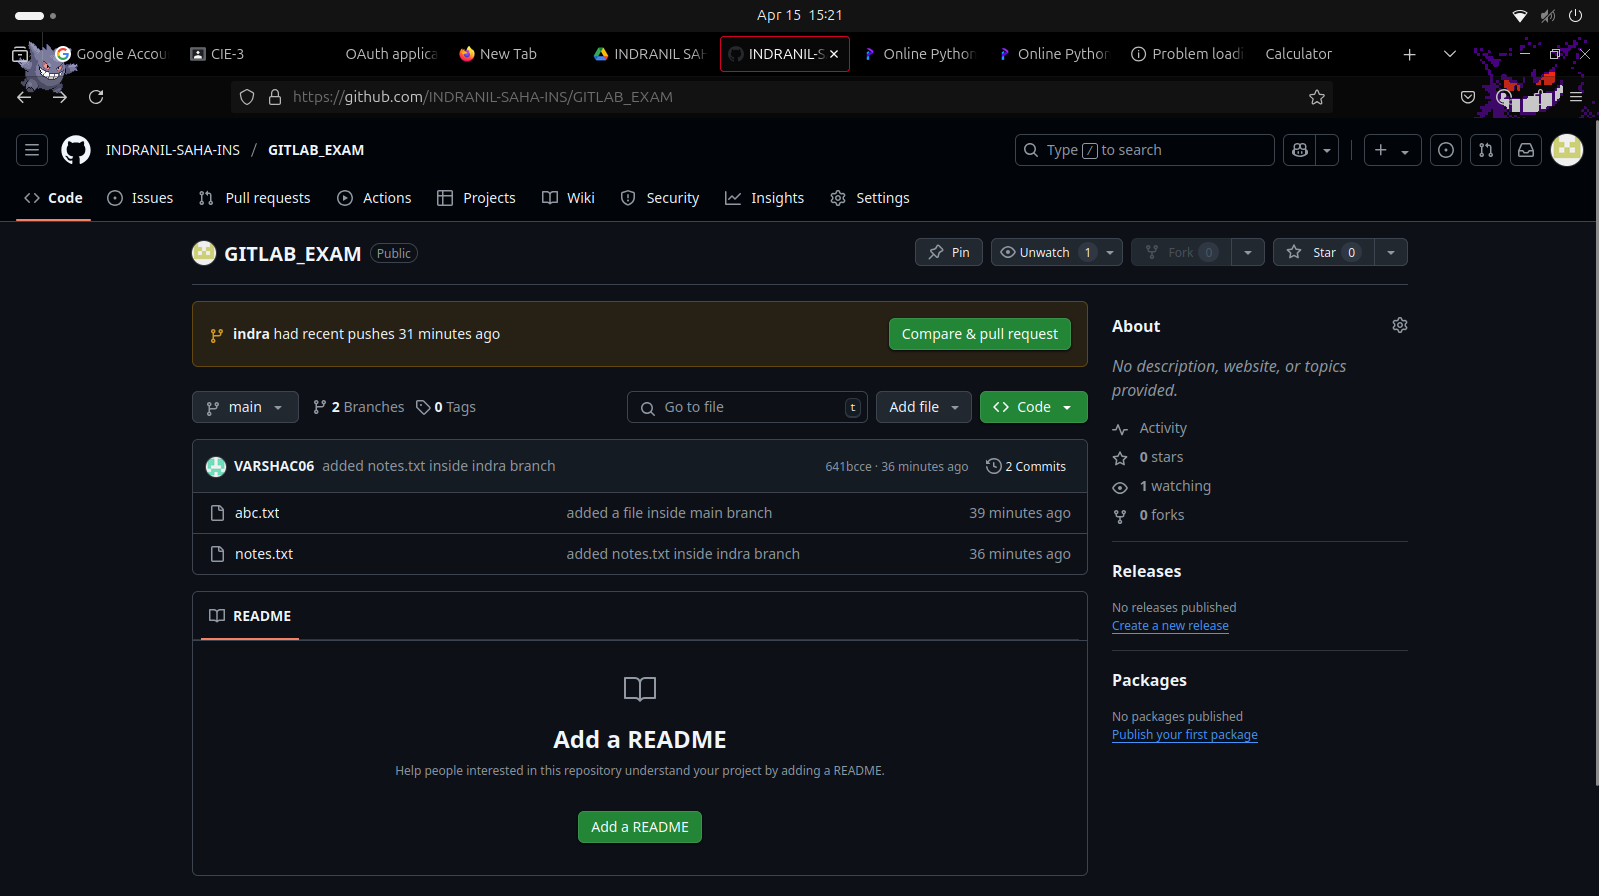 Apr 15 15:21
Google Accou
CIE-3
OAuth applica
New Tab
INDRANIL SAH
INDRANIL-S
Online Python
Online Python
Problem loadi
Calculator
https://github.com/INDRANIL-SAHA-INS/GITLAB_EXAM
INDRANIL-SAHA-INS / GITLAB_EXAM
Type / to search
Code
Issues
Pull requests
Actions
Projects
Wiki
Security
Insights
Settings
GITLAB_EXAM Public
Pin
Unwatch 1
Fork 0
Star 0
indra had recent pushes 31 minutes ago
Compare & pull request
main
2 Branches
0 Tags
Go to file t
Add file
Code
VARSHAC06 added notes.txt inside indra branch 641bcce · 36 minutes ago 2 Commits
abc.txt added a file inside main branch 39 minutes ago
notes.txt added notes.txt inside indra branch 36 minutes ago
README
Add a README
Help people interested in this repository understand your project by adding a README.
Add a README
About
No description, website, or topics
provided.
Activity
0 stars
1 watching
0 forks
Releases
No releases published
Create a new release
Packages
No packages published
Publish your first package